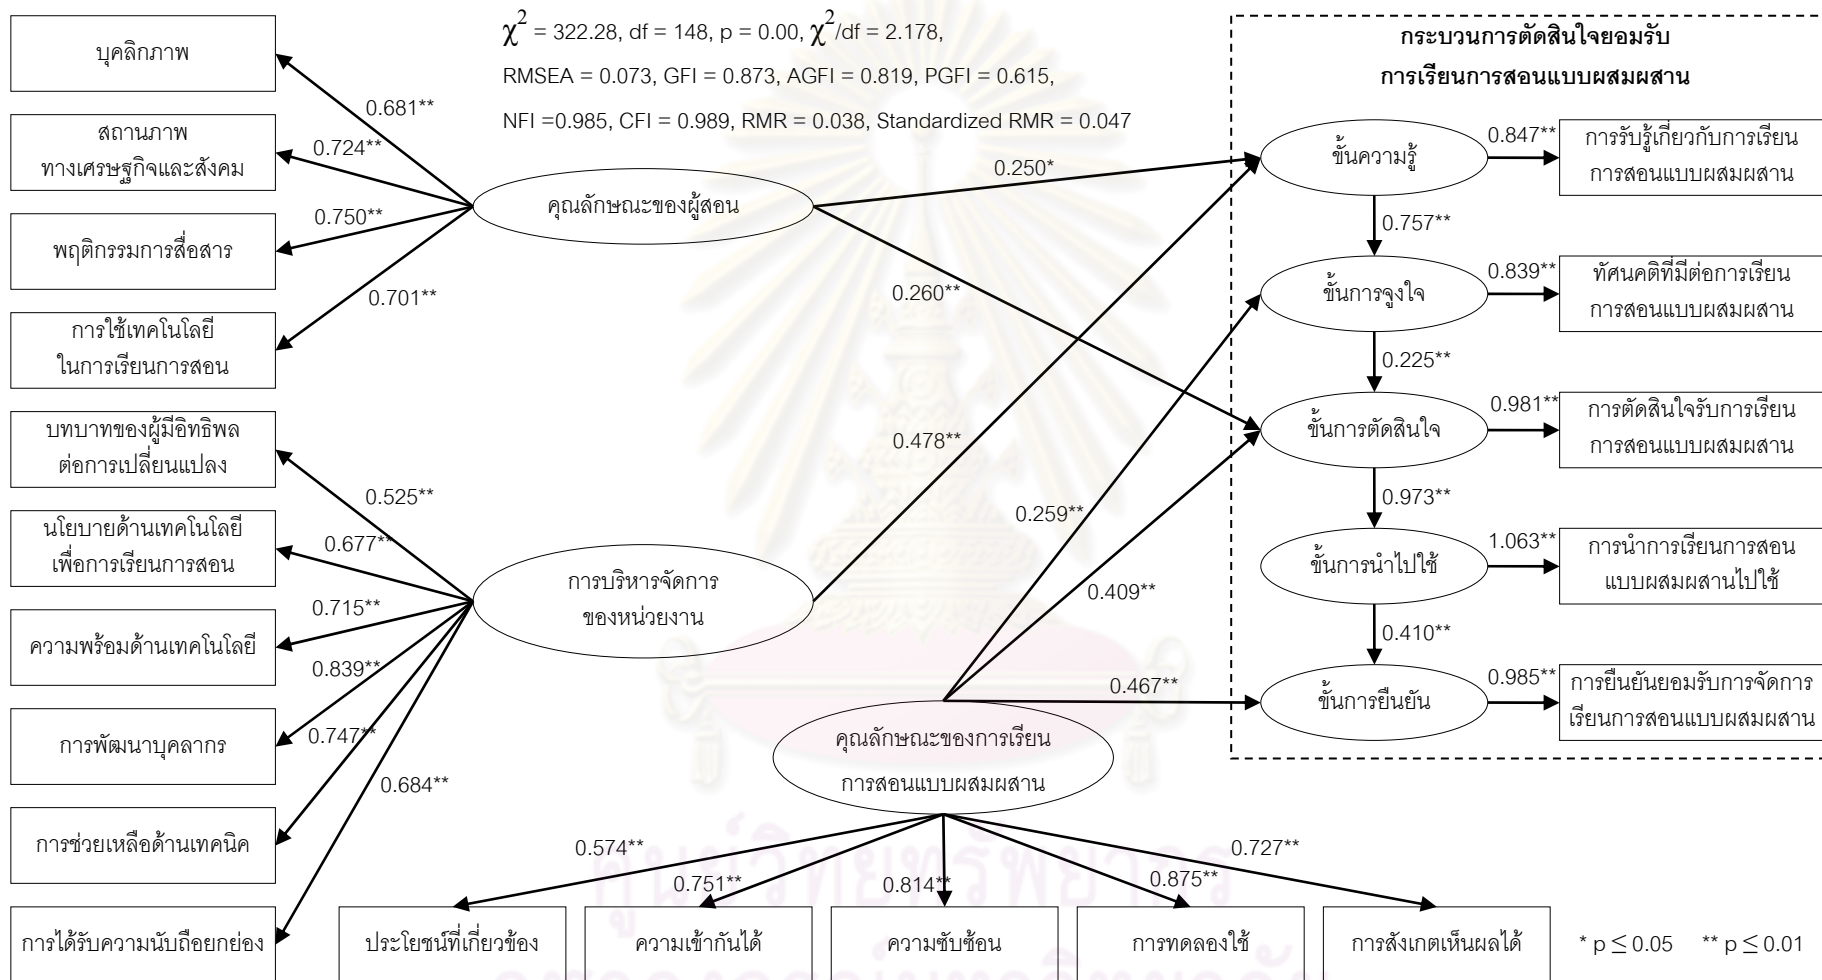 χ² = 322.28, df = 148, p = 0.00, χ²/df = 2.178,
RMSEA = 0.073, GFI = 0.873, AGFI = 0.819, PGFI = 0.615,
NFI =0.985, CFI = 0.989, RMR = 0.038, Standardized RMR = 0.047
บุคลิกภาพ
0.681**
สถานภาพ
ทางเศรษฐกิจและสังคม
0.724**
พฤติกรรมการสื่อสาร
0.750**
การใช้เทคโนโลยี
ในการเรียนการสอน
0.701**
คุณลักษณะของผู้สอน
0.250*
0.260**
บทบาทของผู้มีอิทธิพล
ต่อการเปลี่ยนแปลง
0.525**
นโยบายด้านเทคโนโลยี
เพื่อการเรียนการสอน
0.677**
ความพร้อมด้านเทคโนโลยี
0.715**
การพัฒนาบุคลากร
0.839**
การช่วยเหลือด้านเทคนิค
0.747**
การได้รับความนับถือยกย่อง
0.684**
การบริหารจัดการ
ของหน่วยงาน
0.478**
0.259**
0.409**
0.467**
คุณลักษณะของการเรียน
การสอนแบบผสมผสาน
0.574**
0.751**
0.814**
0.875**
0.727**
ประโยชน์ที่เกี่ยวข้อง
ความเข้ากันได้
ความซับซ้อน
การทดลองใช้
การสังเกตเห็นผลได้
กระบวนการตัดสินใจยอมรับ
การเรียนการสอนแบบผสมผสาน
ขั้นความรู้
0.847**
การรับรู้เกี่ยวกับการเรียน
การสอนแบบผสมผสาน
0.757**
ขั้นการจูงใจ
0.839**
ทัศนคติที่มีต่อการเรียน
การสอนแบบผสมผสาน
0.225**
ขั้นการตัดสินใจ
0.981**
การตัดสินใจรับการเรียน
การสอนแบบผสมผสาน
0.973**
ขั้นการนำไปใช้
1.063**
การนำการเรียนการสอน
แบบผสมผสานไปใช้
0.410**
ขั้นการยืนยัน
0.985**
การยืนยันยอมรับการจัดการ
เรียนการสอนแบบผสมผสาน
* p ≤ 0.05 ** p ≤ 0.01
ศูนย์วิทยทรัพยากร
จุฬาลงกรณ์มหาวิทยาลัย